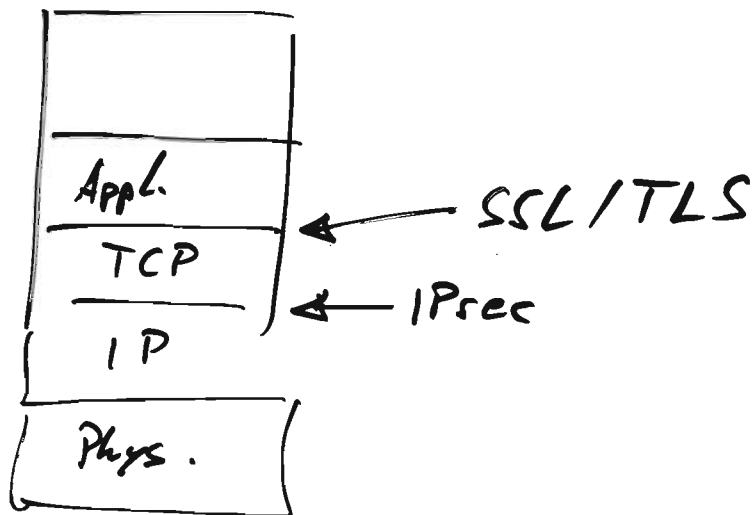 Appl.
SSL/TLS
TCP
IPsec
IP
Phys.